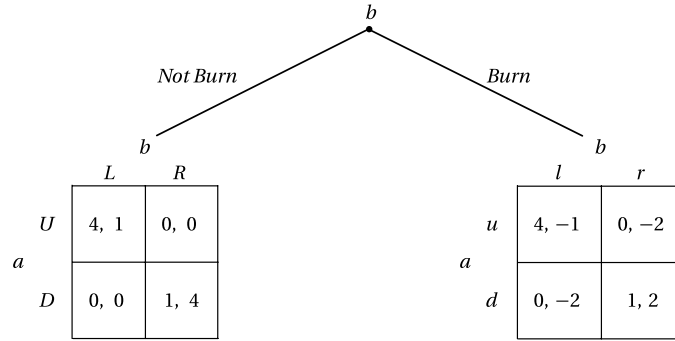 b
Not Burn Burn
b b
L R l r
U 4, 1 0, 0 u 4, −1 0, −2
a a
D 0, 0 1, 4 d 0, −2 1, 2